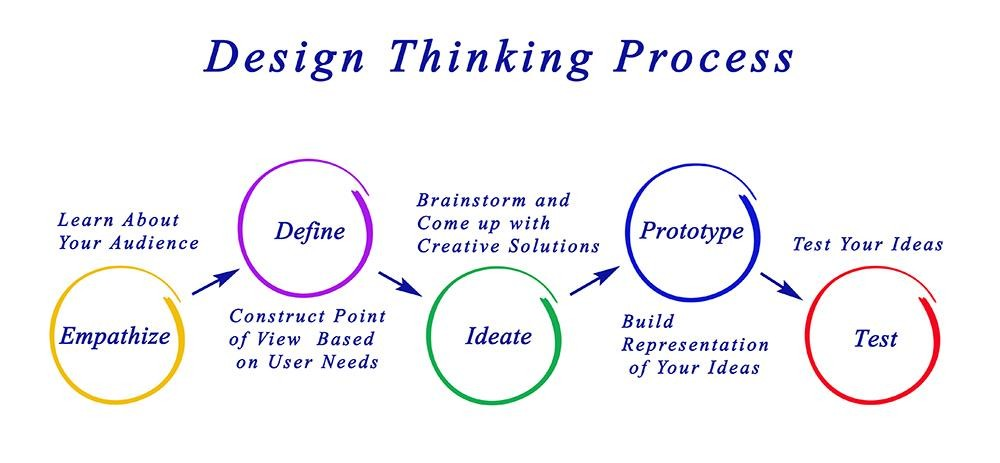 Design Thinking Process
Learn About
Your Audience
Empathize
Define
Construct Point
of View Based
on User Needs
Brainstorm and
Come up with
Creative Solutions
Ideate
Prototype
Build
Representation
of Your Ideas
Test Your Ideas
Test